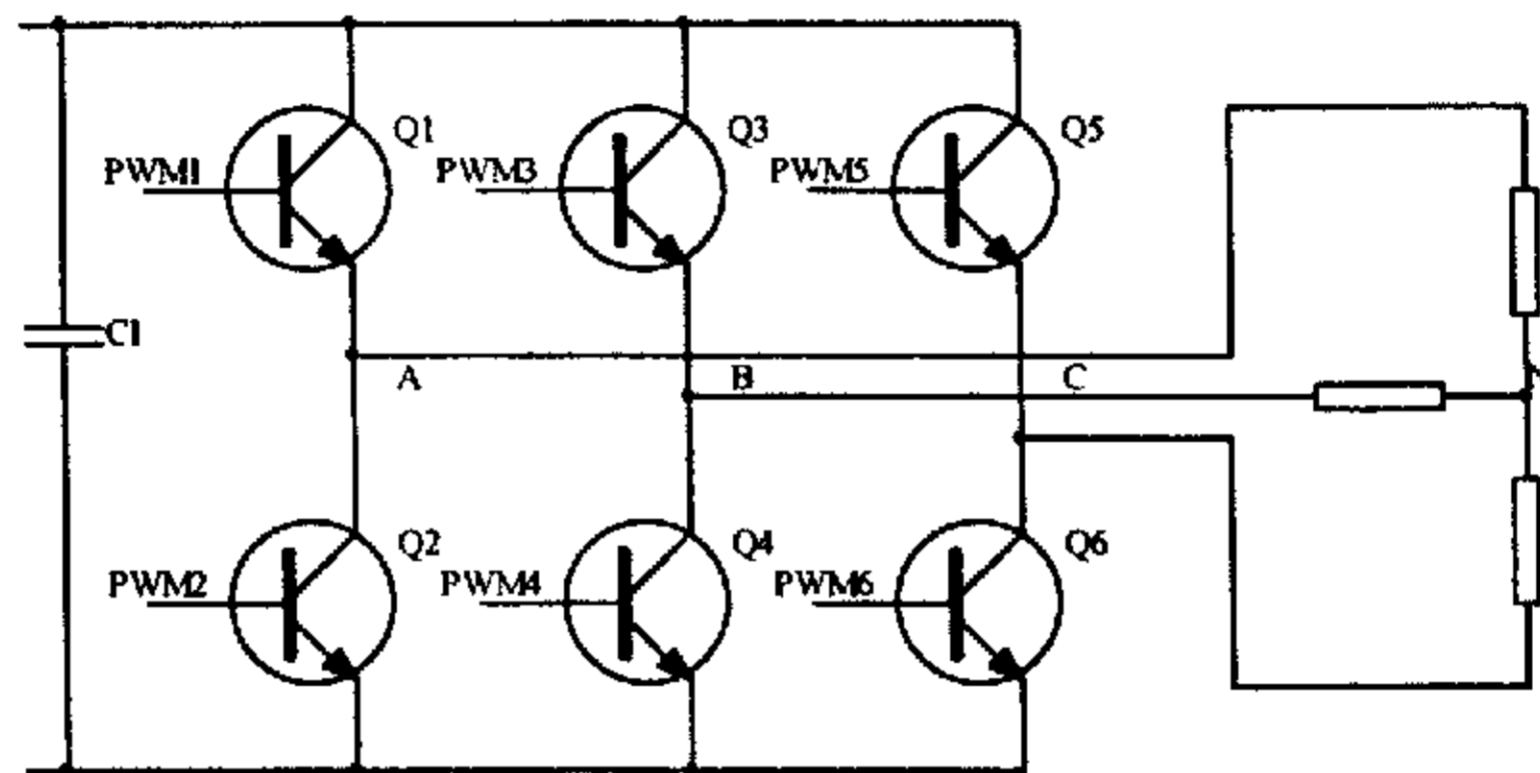 Q1 Q3 Q5
PWM1 PWM3 PWM5
C1
A B C
Q2 Q4 Q6
PWM2 PWM4 PWM6